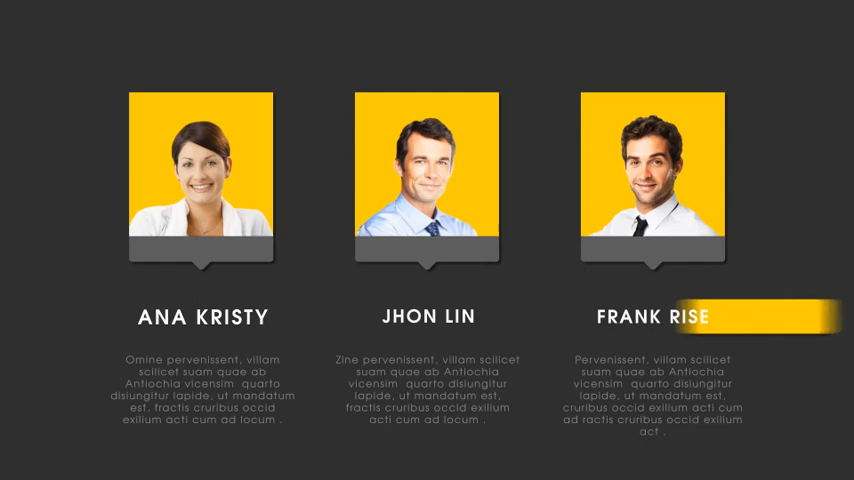 ANA KRISTY
Omine pervenissent, villam
scilicet suam quae ab
Antiochia vicensim quarto
disiungitur lapide, ut mandatum
est, fractis cruribus occid
exilium acti cum ad locum .
JHON LIN
Zine pervenissent, villam scilicet
suam quae ab Antiochia
vicensim quarto disiungitur
lapide, ut mandatum est,
fractis cruribus occid exilium
acti cum ad locum .
FRANK RISE
Pervenissent, villam scilicet
suam quae ab Antiochia
vicensim quarto disiungitur
lapide, ut mandatum est,
cruribus occid exilium acti cum
ad ractis cruribus occid exilium
act .